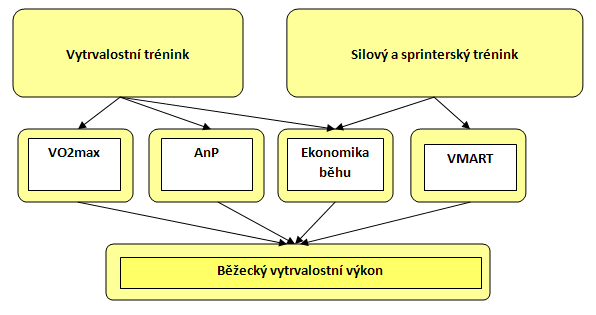 Vytrvalostní trénink
Silový a sprinterský trénink
VO2max
AnP
Ekonomika
běhu
VMART
Běžecký vytrvalostní výkon